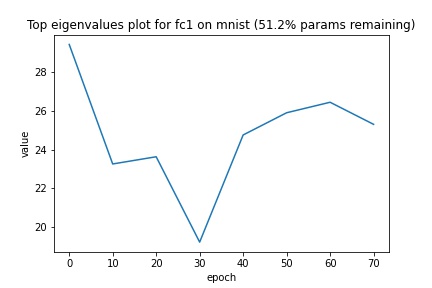 Top eigenvalues plot for fc1 on mnist (51.2% params remaining)
28
26
24
22
20
value
0 10 20 30 40 50 60 70
epoch